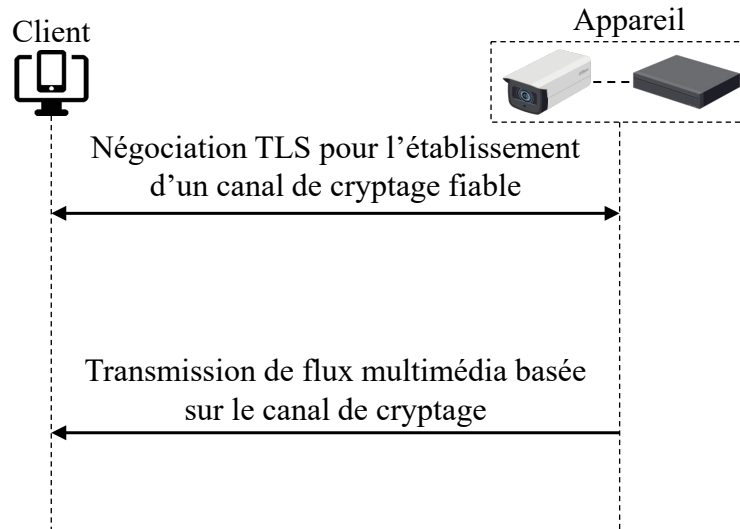 Client
Appareil
Négociation TLS pour l’établissement
d’un canal de cryptage fiable
Transmission de flux multimédia basée
sur le canal de cryptage